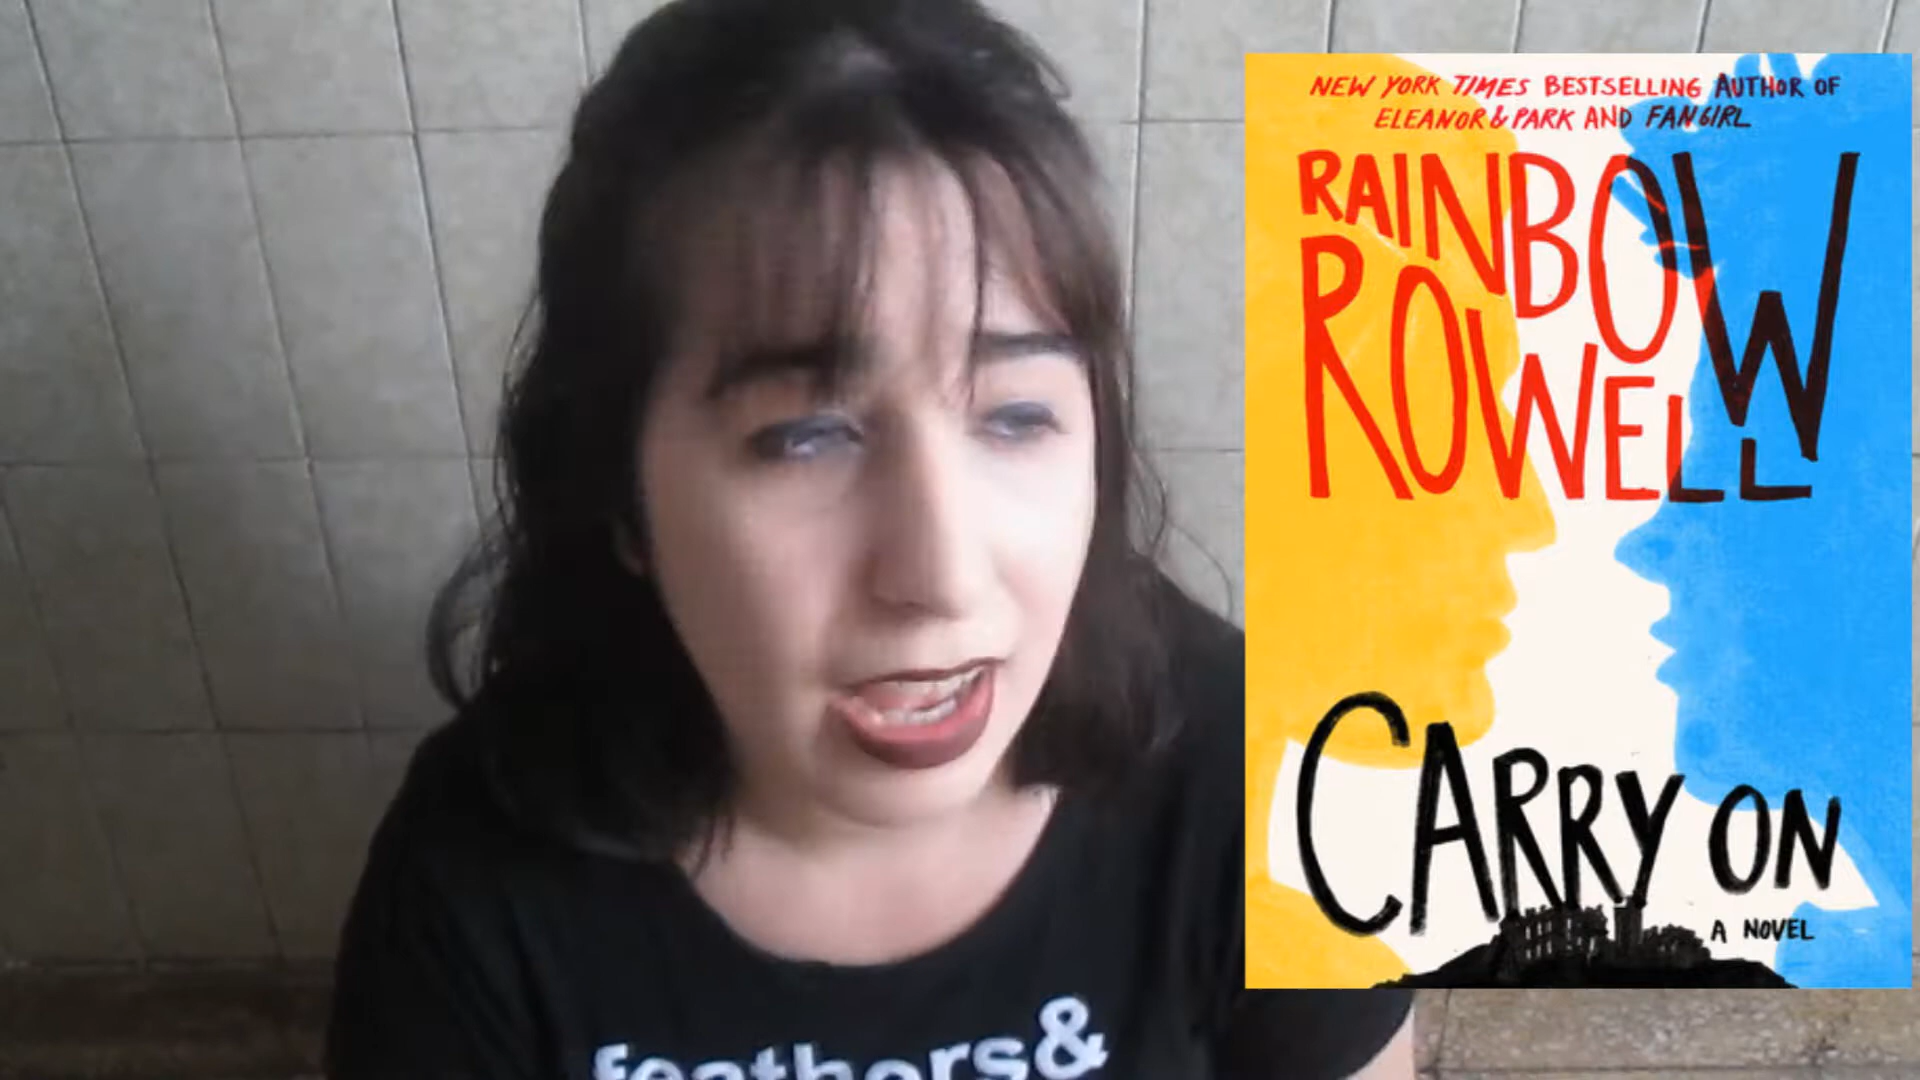 NEW YORK TIMES BESTSELLING AUTHOR OF
ELEANOR & PARK AND FANGIRL
RAINBOW
ROWELL
CARRY ON
A NOVEL
feathers&